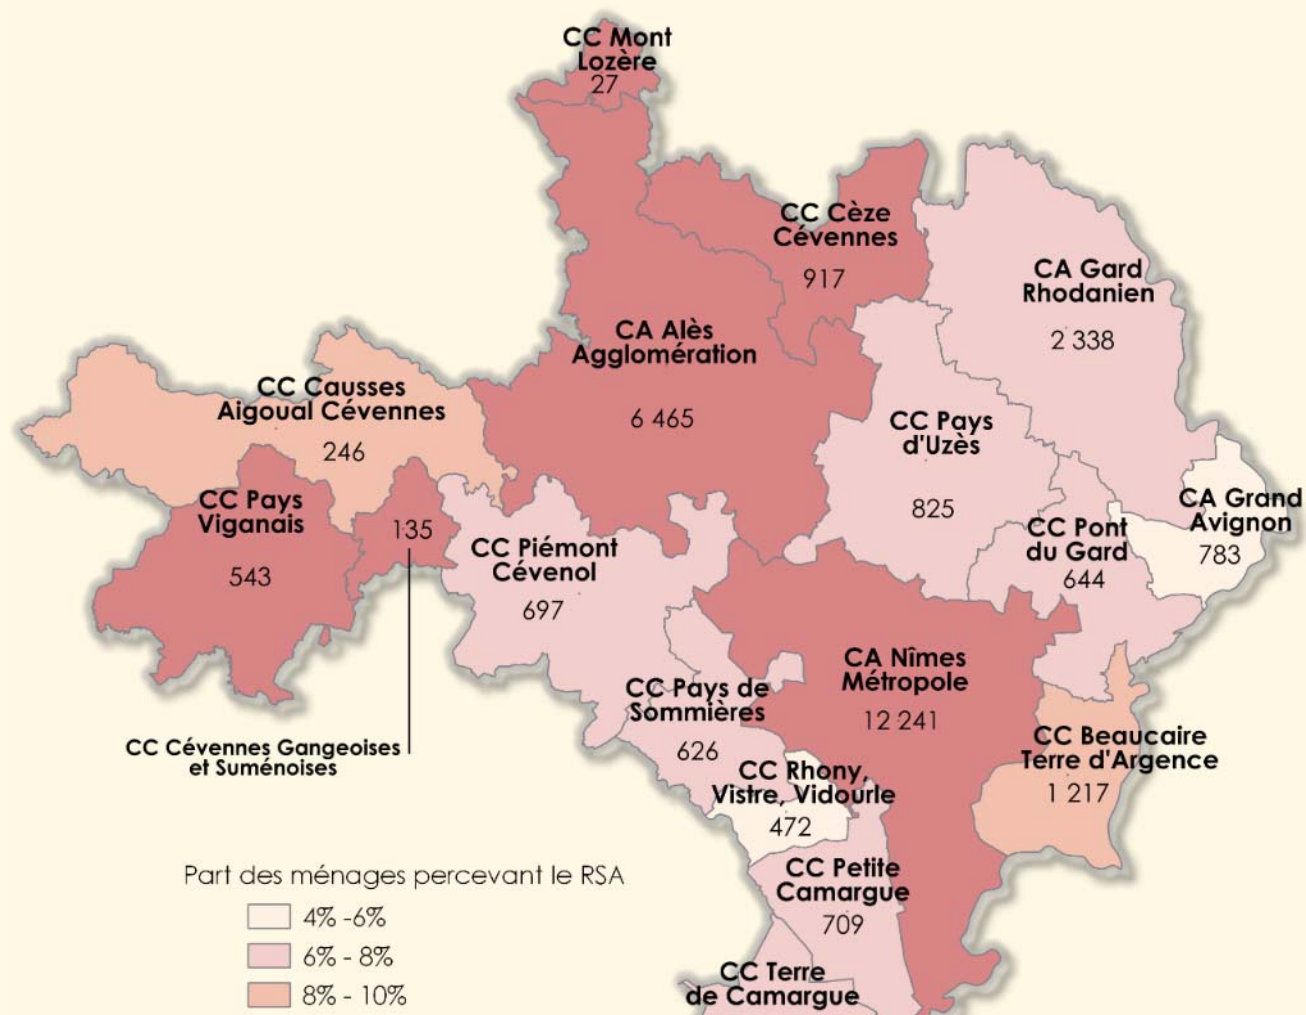 CC Mont
Lozère
27
CC Cèze
Cévennes
917
CA Gard
Rhodanien
2 338
CA Alès
Agglomération
6 465
CC Causses
Aigoual Cévennes
246
CC Pays
d'Uzès
825
CC Pays
Viganais
543
135
CC Piémont
Cévenol
697
CC Pont
du Gard
644
CA Grand
Avignon
783
CA Nîmes
Métropole
12 241
CC Pays de
Sommières
626
CC Cévennes Gangeoises
et Suménoises
CC Beaucaire
Terre d'Argence
1 217
CC Rhony,
Vistre, Vidourle
472
CC Petite
Camargue
709
CC Terre
de Camargue
Part des ménages percevant le RSA
4% -6%
6% - 8%
8% - 10%